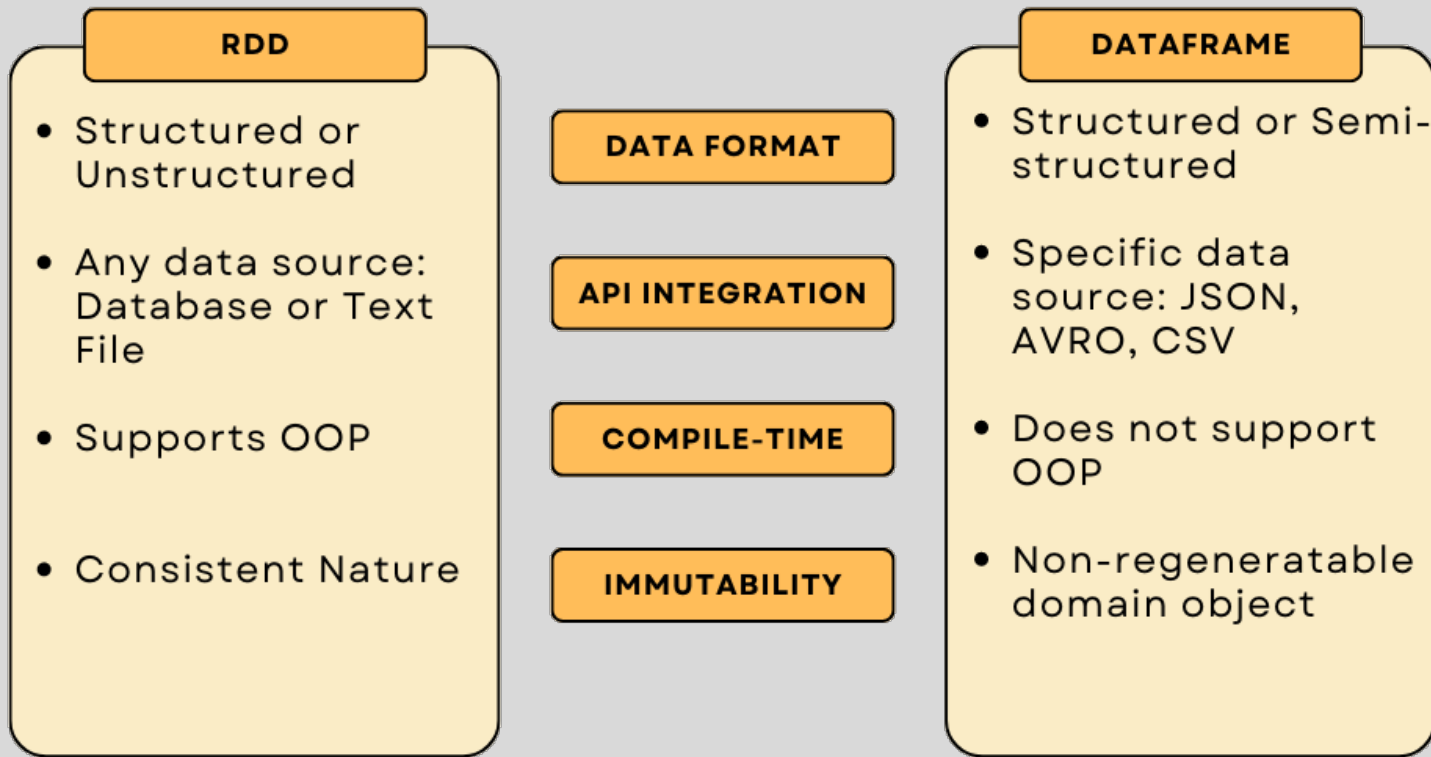 RDD
• Structured or
Unstructured
• Any data source:
Database or Text
File
• Supports OOP
• Consistent Nature
DATA FORMAT
API INTEGRATION
COMPILE-TIME
IMMUTABILITY
DATAFRAME
• Structured or Semi-
structured
• Specific data
source: JSON,
AVRO, CSV
• Does not support
OOP
• Non-regeneratable
domain object